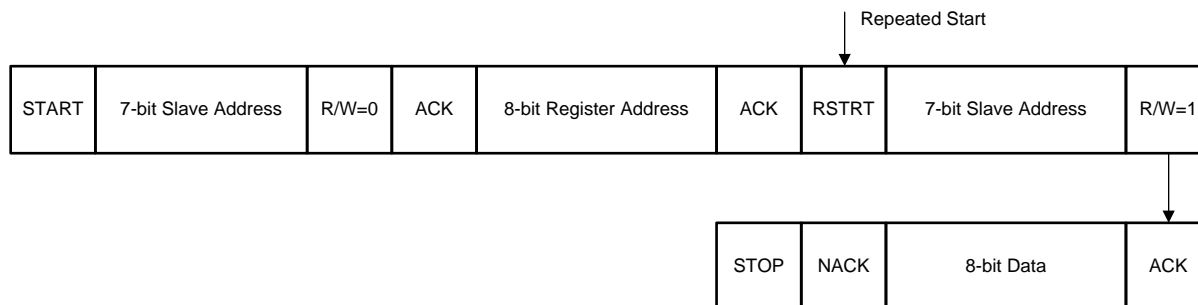 Repeated Start
START 7-bit Slave Address R/W=0 ACK 8-bit Register Address ACK RSTRT 7-bit Slave Address R/W=1
STOP NACK 8-bit Data ACK